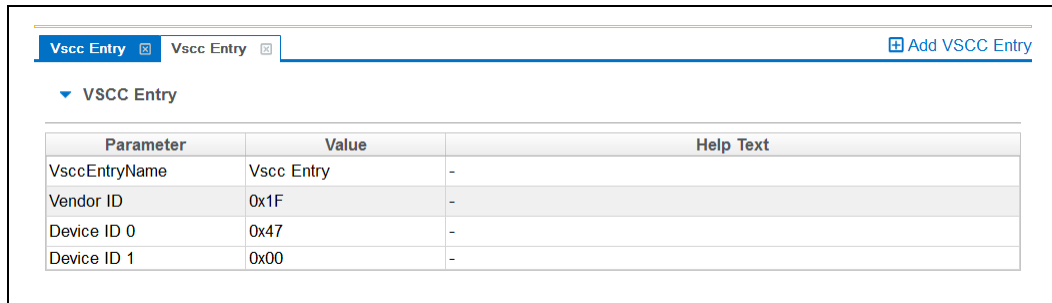 Vscc Entry Vscc Entry Add VSCC Entry
VSCC Entry
Parameter Value Help Text
VsccEntryName Vscc Entry -
Vendor ID 0x1F -
Device ID 0 0x47 -
Device ID 1 0x00 -